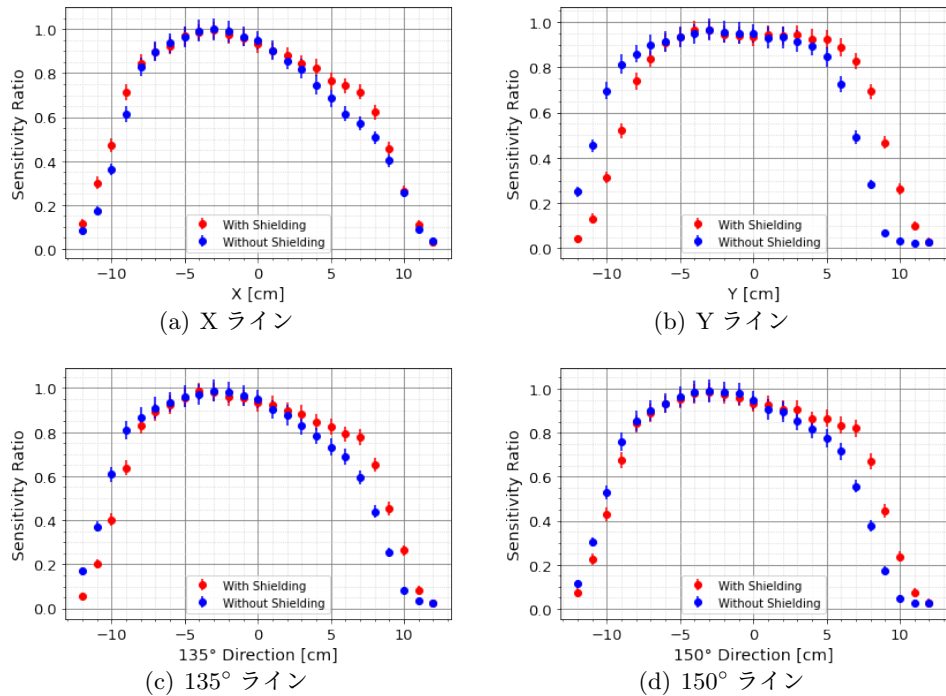 1.0
0.8
0.6
0.4
0.2
0.0
Sensitivity Ratio
With Shielding
Without Shielding
−10
−5
0
5
10
X [cm]
(a) X ライン
1.0
0.8
0.6
0.4
0.2
0.0
Sensitivity Ratio
With Shielding
Without Shielding
−10
−5
0
5
10
Y [cm]
(b) Y ライン
1.0
0.8
0.6
0.4
0.2
0.0
Sensitivity Ratio
With Shielding
Without Shielding
−10
−5
0
5
10
135° Direction [cm]
(c) 135° ライン
1.0
0.8
0.6
0.4
0.2
0.0
Sensitivity Ratio
With Shielding
Without Shielding
−10
−5
0
5
10
150° Direction [cm]
(d) 150° ライン